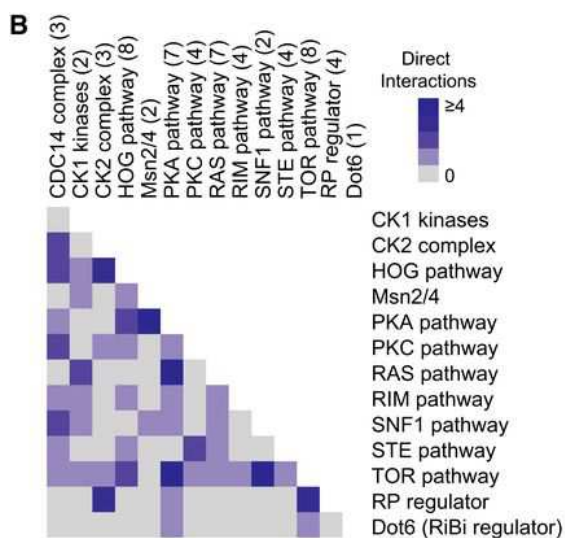 B
CDC14 complex (3)
CK1 kinases (2)
CK2 complex (3)
HOG pathway (8)
Msn2/4 (2)
PKA pathway (7)
PKC pathway (4)
RAS pathway (7)
RIM pathway (4)
SNF1 pathway (2)
STE pathway (4)
TOR pathway (8)
RP regulator (4)
Dot6 (1)
Direct
Interactions
≥4
0
CK1 kinases
CK2 complex
HOG pathway
Msn2/4
PKA pathway
PKC pathway
RAS pathway
RIM pathway
SNF1 pathway
STE pathway
TOR pathway
RP regulator
Dot6 (RiBi regulator)